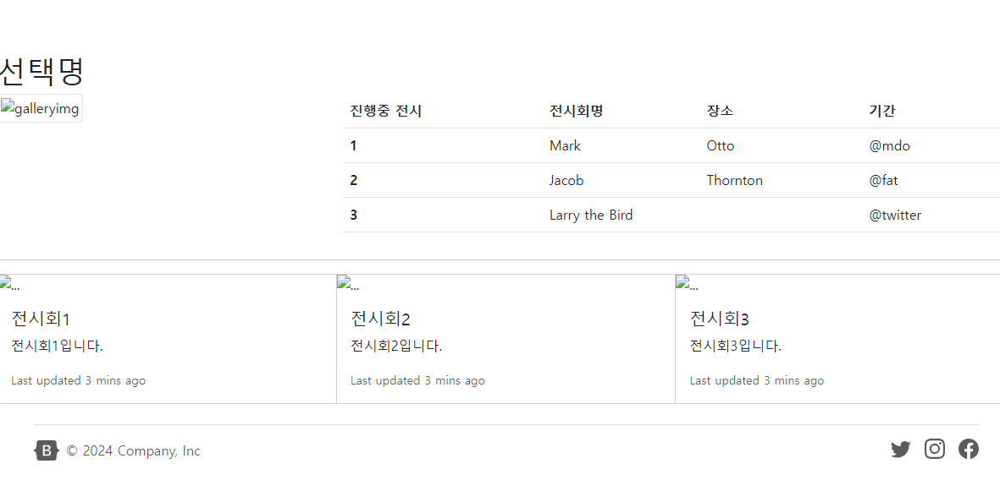 선택명
galleryimg
진행중 전시 전시회명 장소 기간
1 Mark Otto @mdo
2 Jacob Thornton @fat
3 Larry the Bird @twitter
... ... ...
전시회1 전시회2 전시회3
전시회1입니다. 전시회2입니다. 전시회3입니다.
Last updated 3 mins ago Last updated 3 mins ago Last updated 3 mins ago
B © 2024 Company, Inc